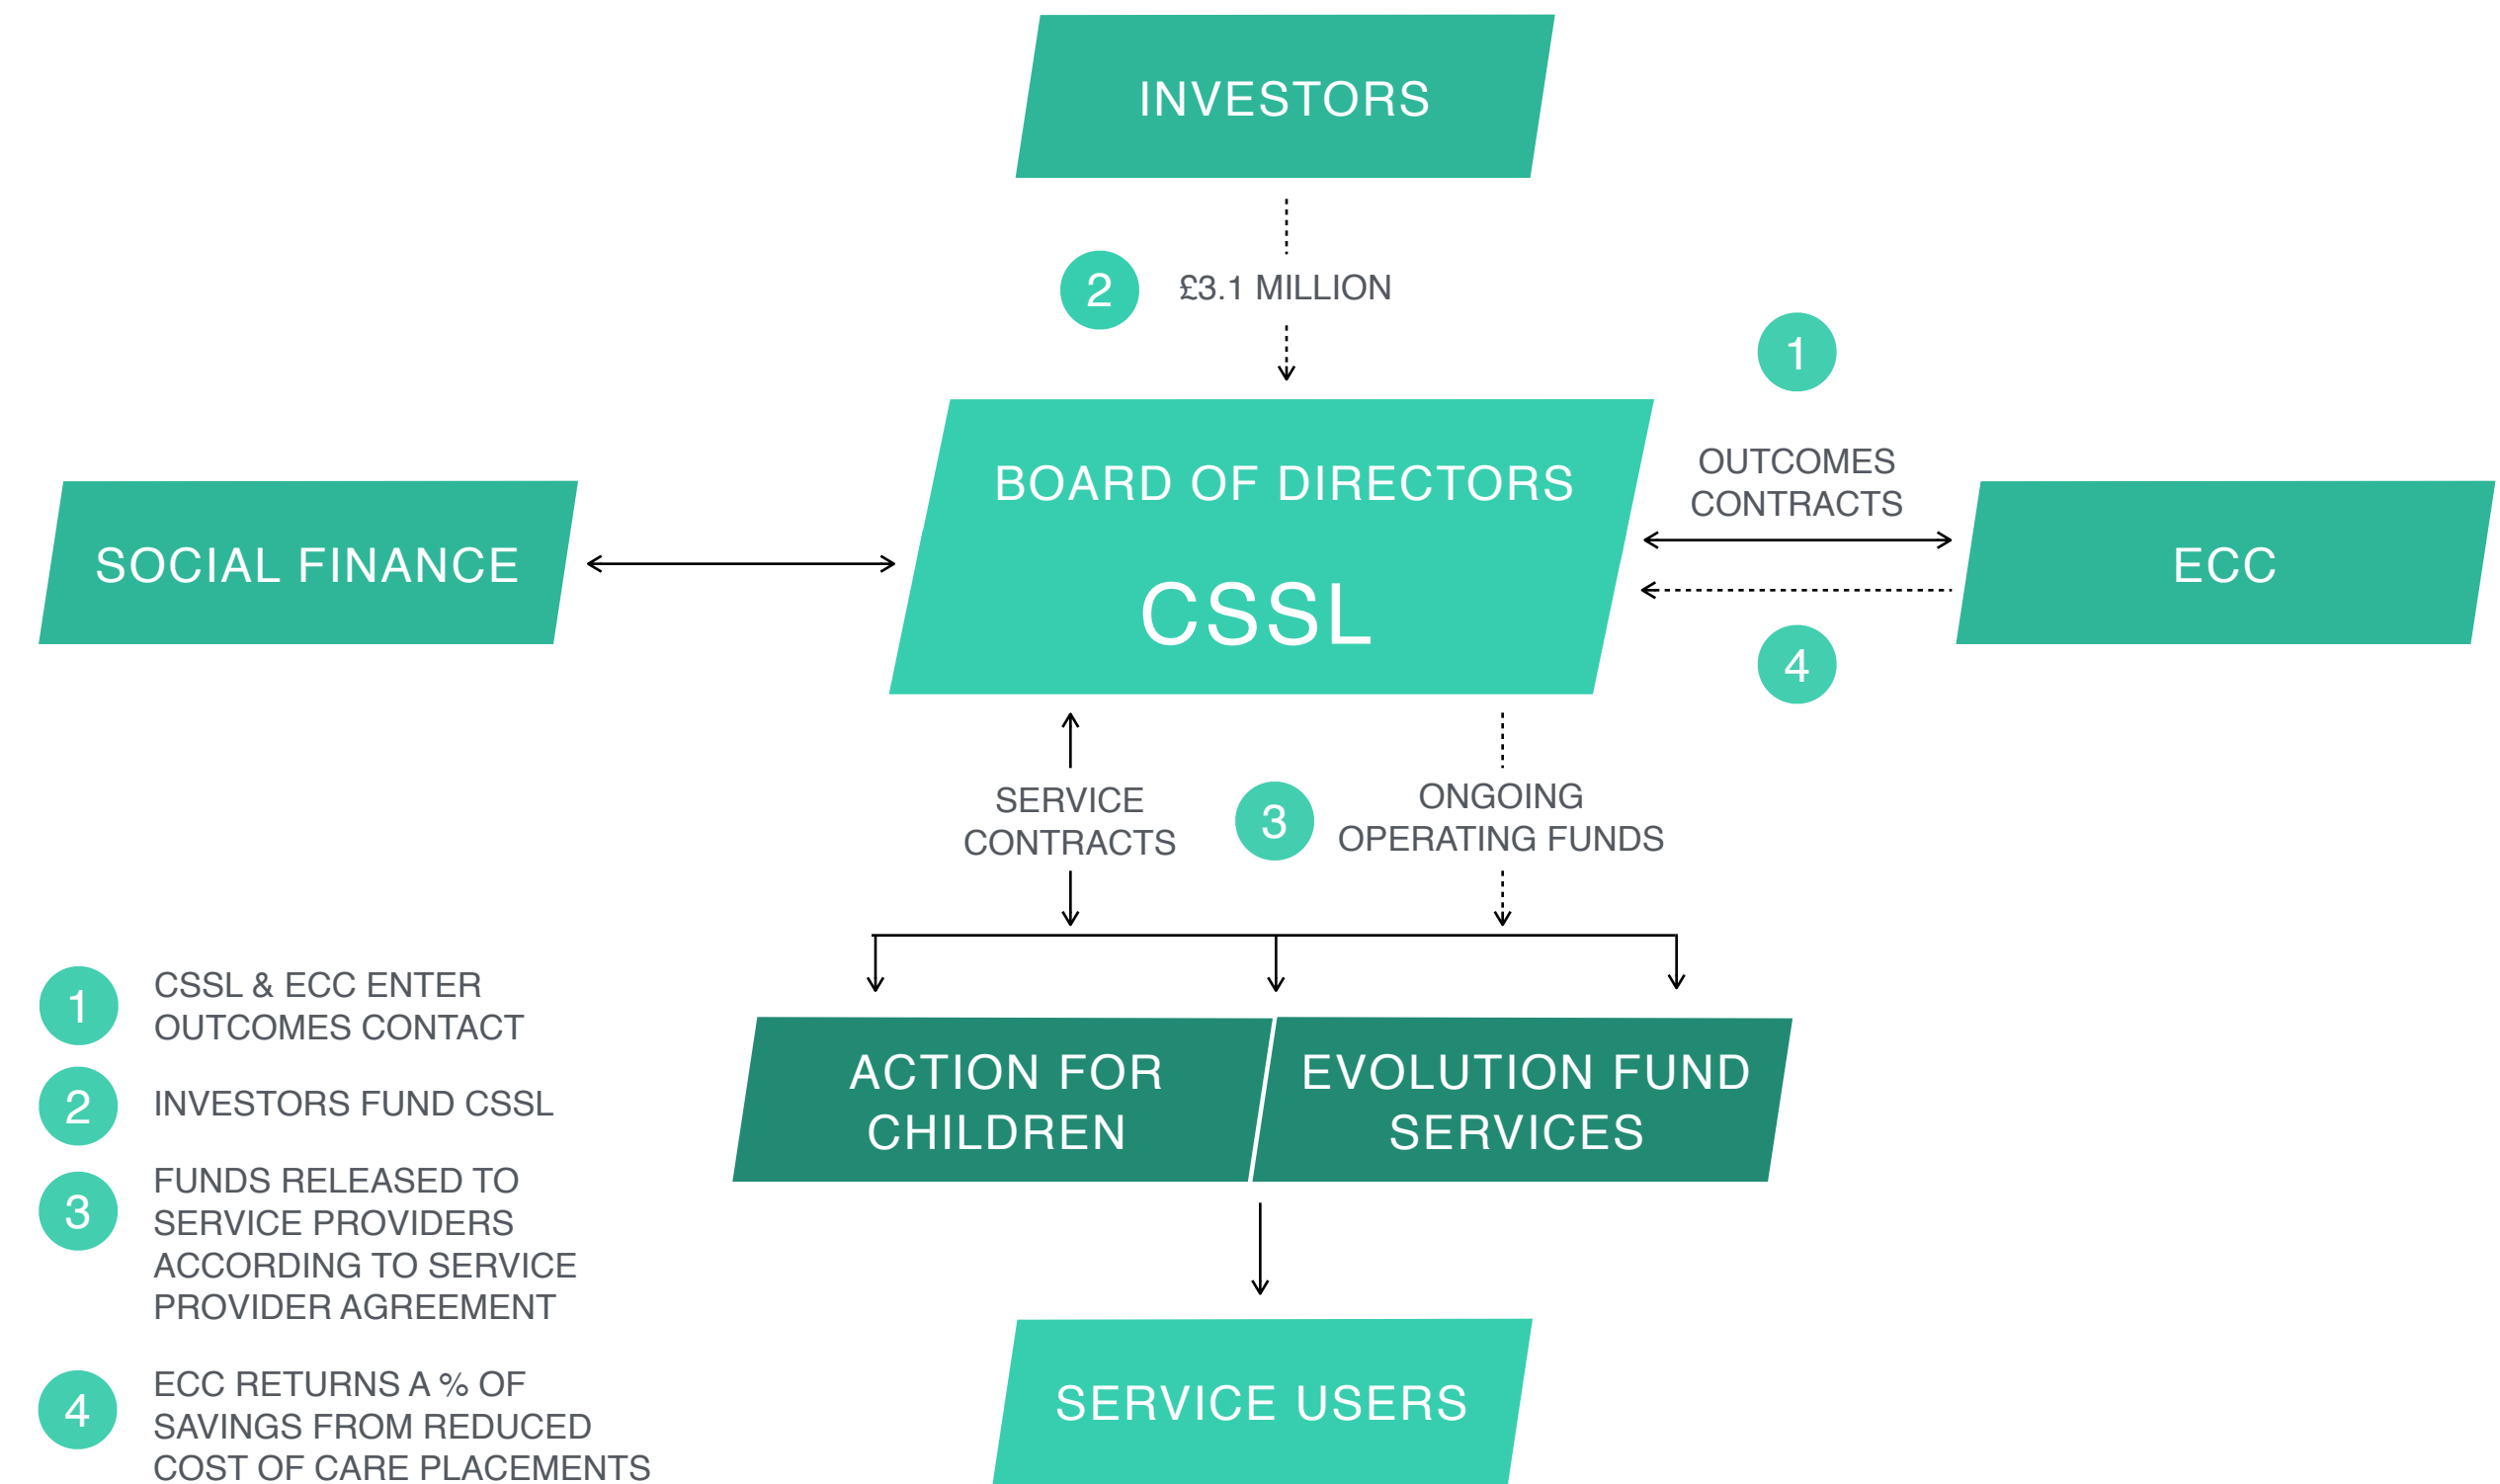 INVESTORS
2
£3.1 MILLION
1
BOARD OF DIRECTORS
CSSL
OUTCOMES
CONTRACTS
SOCIAL FINANCE
ECC
4
SERVICE
CONTRACTS
3
ONGOING
OPERATING FUNDS
ACTION FOR
CHILDREN
EVOLUTION FUND
SERVICES
SERVICE USERS
1
CSSL & ECC ENTER
OUTCOMES CONTACT
2
INVESTORS FUND CSSL
3
FUNDS RELEASED TO
SERVICE PROVIDERS
ACCORDING TO SERVICE
PROVIDER AGREEMENT
4
ECC RETURNS A % OF
SAVINGS FROM REDUCED
COST OF CARE PLACEMENTS